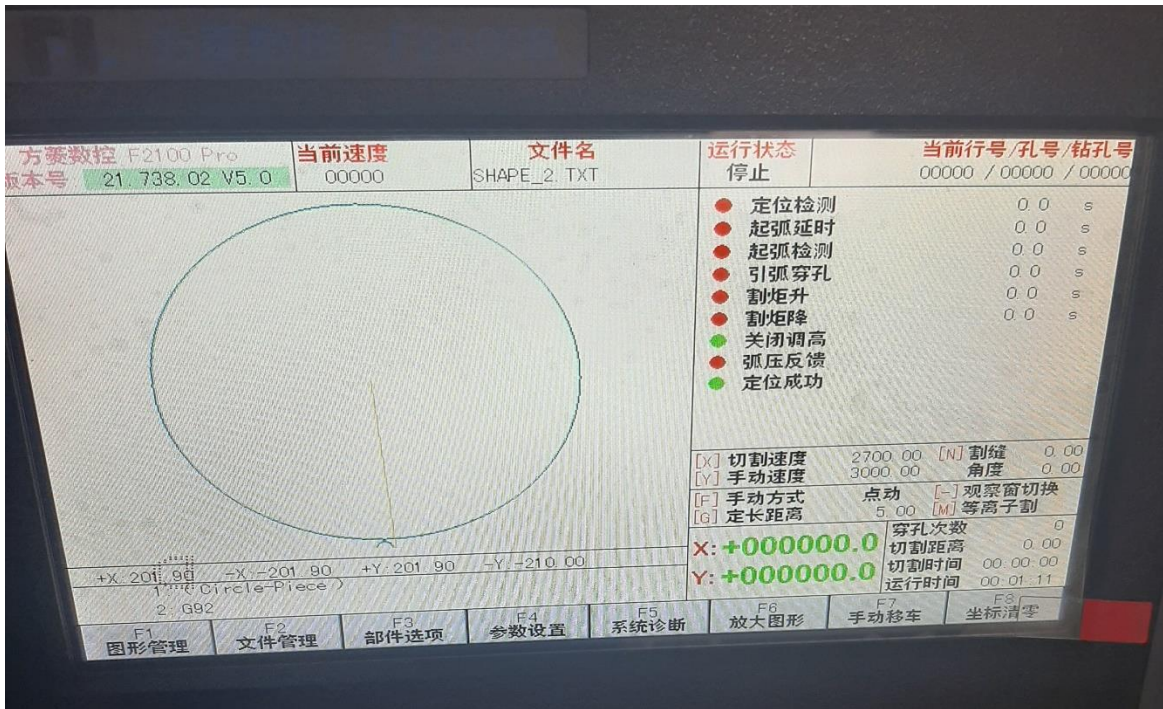 方菱数控 F2100 Pro
版本号 21.738.02 V5.0
当前速度
00000
文件名
SHAPE_2.TXT
运行状态
停止
当前行号/孔号/钻孔号
00000 /00000 /00000
定位检测 0.0 s
起弧延时 0.0 s
起弧检测 0.0 s
引弧穿孔 0.0 s
割炬升 0.0 s
割炬降 0.0 s
关闭调高
弧压反馈
定位成功
[X] 切割速度 2700.00 [N] 割缝 0.00
[Y] 手动速度 3000.00 角度 0.00
[F] 手动方式 点动 [-] 观察窗切换
[G] 定长距离 5.00 [M] 等离子割
X: +000000.0
Y: +000000.0
穿孔次数 0
切割距离 0.00
切割时间 00:00:00
运行时间 00:01:11
+X: 201.90 -X:-201.90 +Y:201.90 -Y:-210.00
1: (Circle-Piece )
2: G92
F1 图形管理
F2 文件管理
F3 部件选项
F4 参数设置
F5 系统诊断
F6 放大图形
F7 手动移车
F8 坐标清零